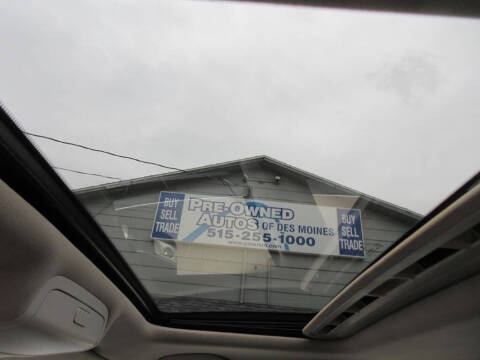 BUY
SELL
TRADE
PRE-OWNED
AUTOS OF DES MOINES
515-255-1000
BUY
SELL
TRADE